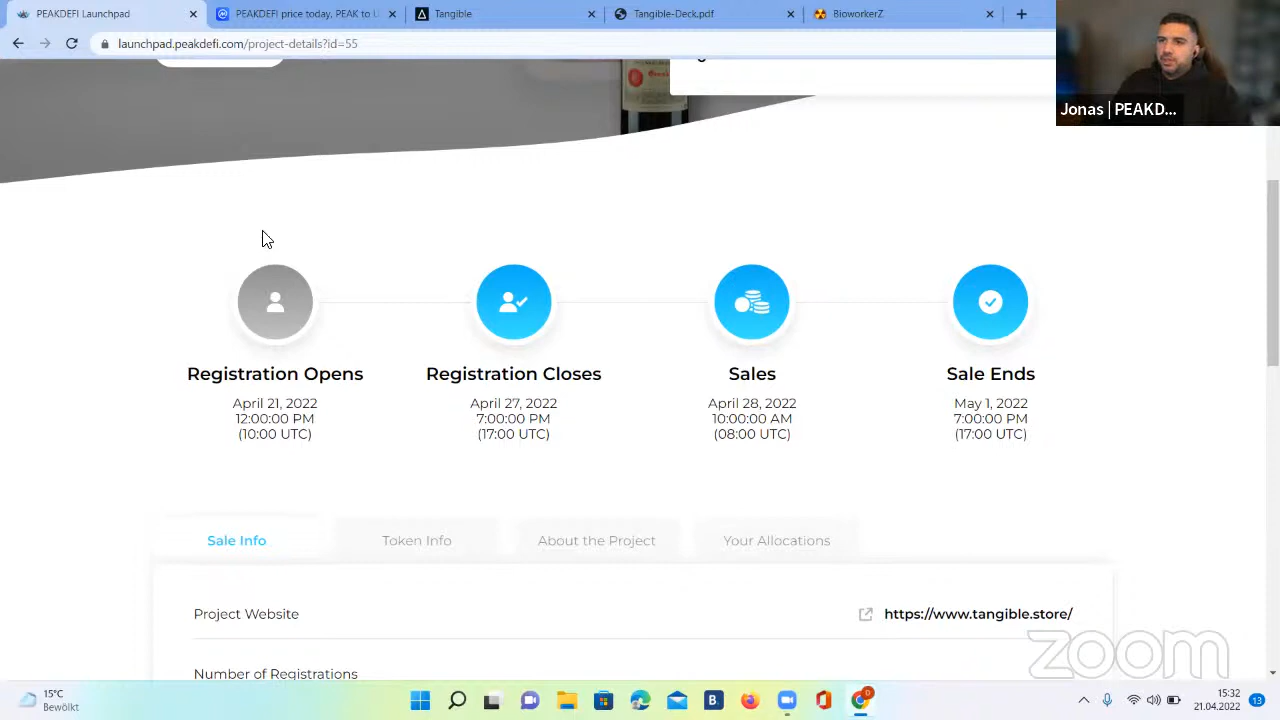 PEAKDEFI Launchpad
PEAKDEFI price today, PEAK to U
Tangible
Tangible-Deck.pdf
BioworkerZ
launchpad.peakdefi.com/project-details?id=55
Jonas | PEAKD...
Registration Opens
April 21, 2022
12:00:00 PM
(10:00 UTC)
Registration Closes
April 27, 2022
7:00:00 PM
(17:00 UTC)
Sales
April 28, 2022
10:00:00 AM
(08:00 UTC)
Sale Ends
May 1, 2022
7:00:00 PM
(17:00 UTC)
Sale Info
Token Info
About the Project
Your Allocations
Project Website
https://www.tangible.store/
Number of Registrations
zoom
15°C
Bewölkt
B.
15:32
21.04.2022
13